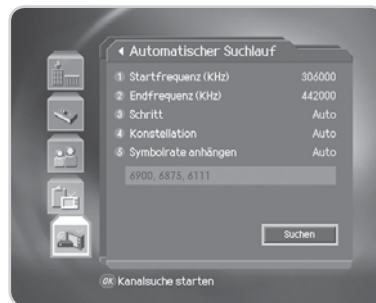 Automatischer Suchlauf
1 Startfrequenz (KHz) 306000
2 Endfrequenz (KHz) 442000
3 Schritt Auto
4 Konstellation Auto
5 Symbolrate anhängen Auto
6900, 6875, 6111
Suchen
OK Kanalsuche starten